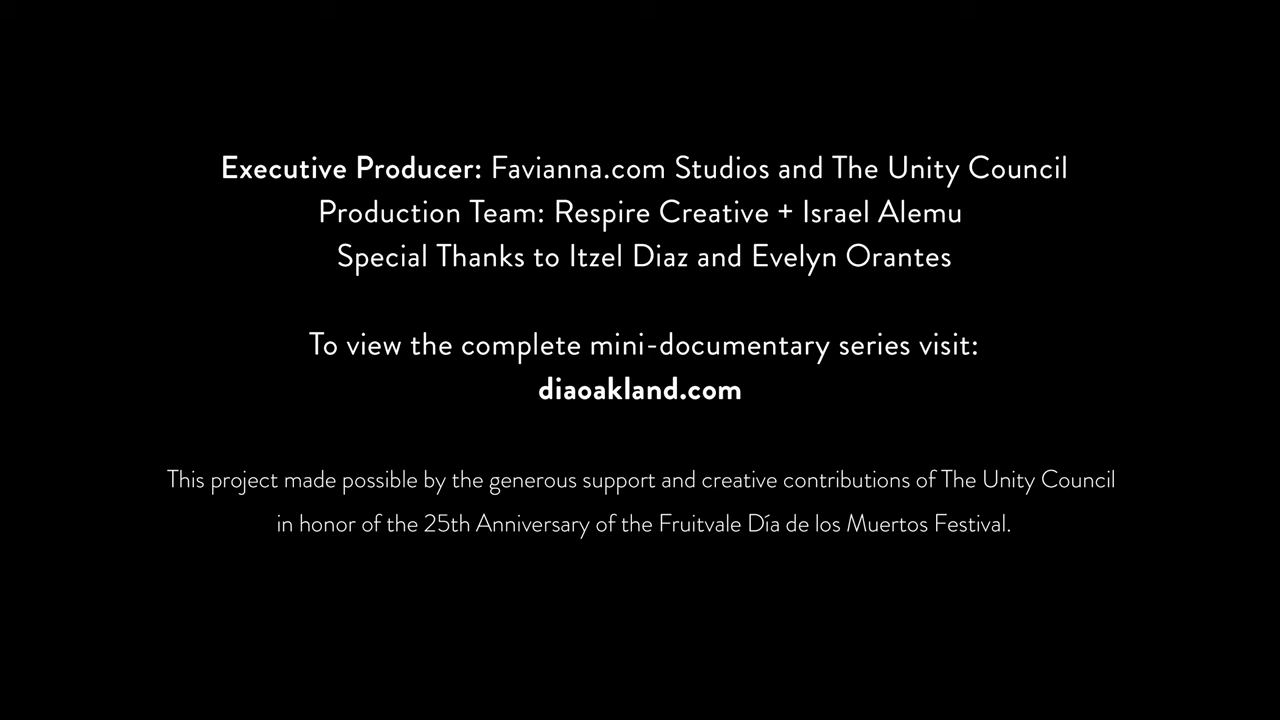 Executive Producer: Favianna.com Studios and The Unity Council
Production Team: Respire Creative + Israel Alemu
Special Thanks to Itzel Diaz and Evelyn Orantes
To view the complete mini-documentary series visit:
diaoakland.com
This project made possible by the generous support and creative contributions of The Unity Council
in honor of the 25th Anniversary of the Fruitvale Día de los Muertos Festival.